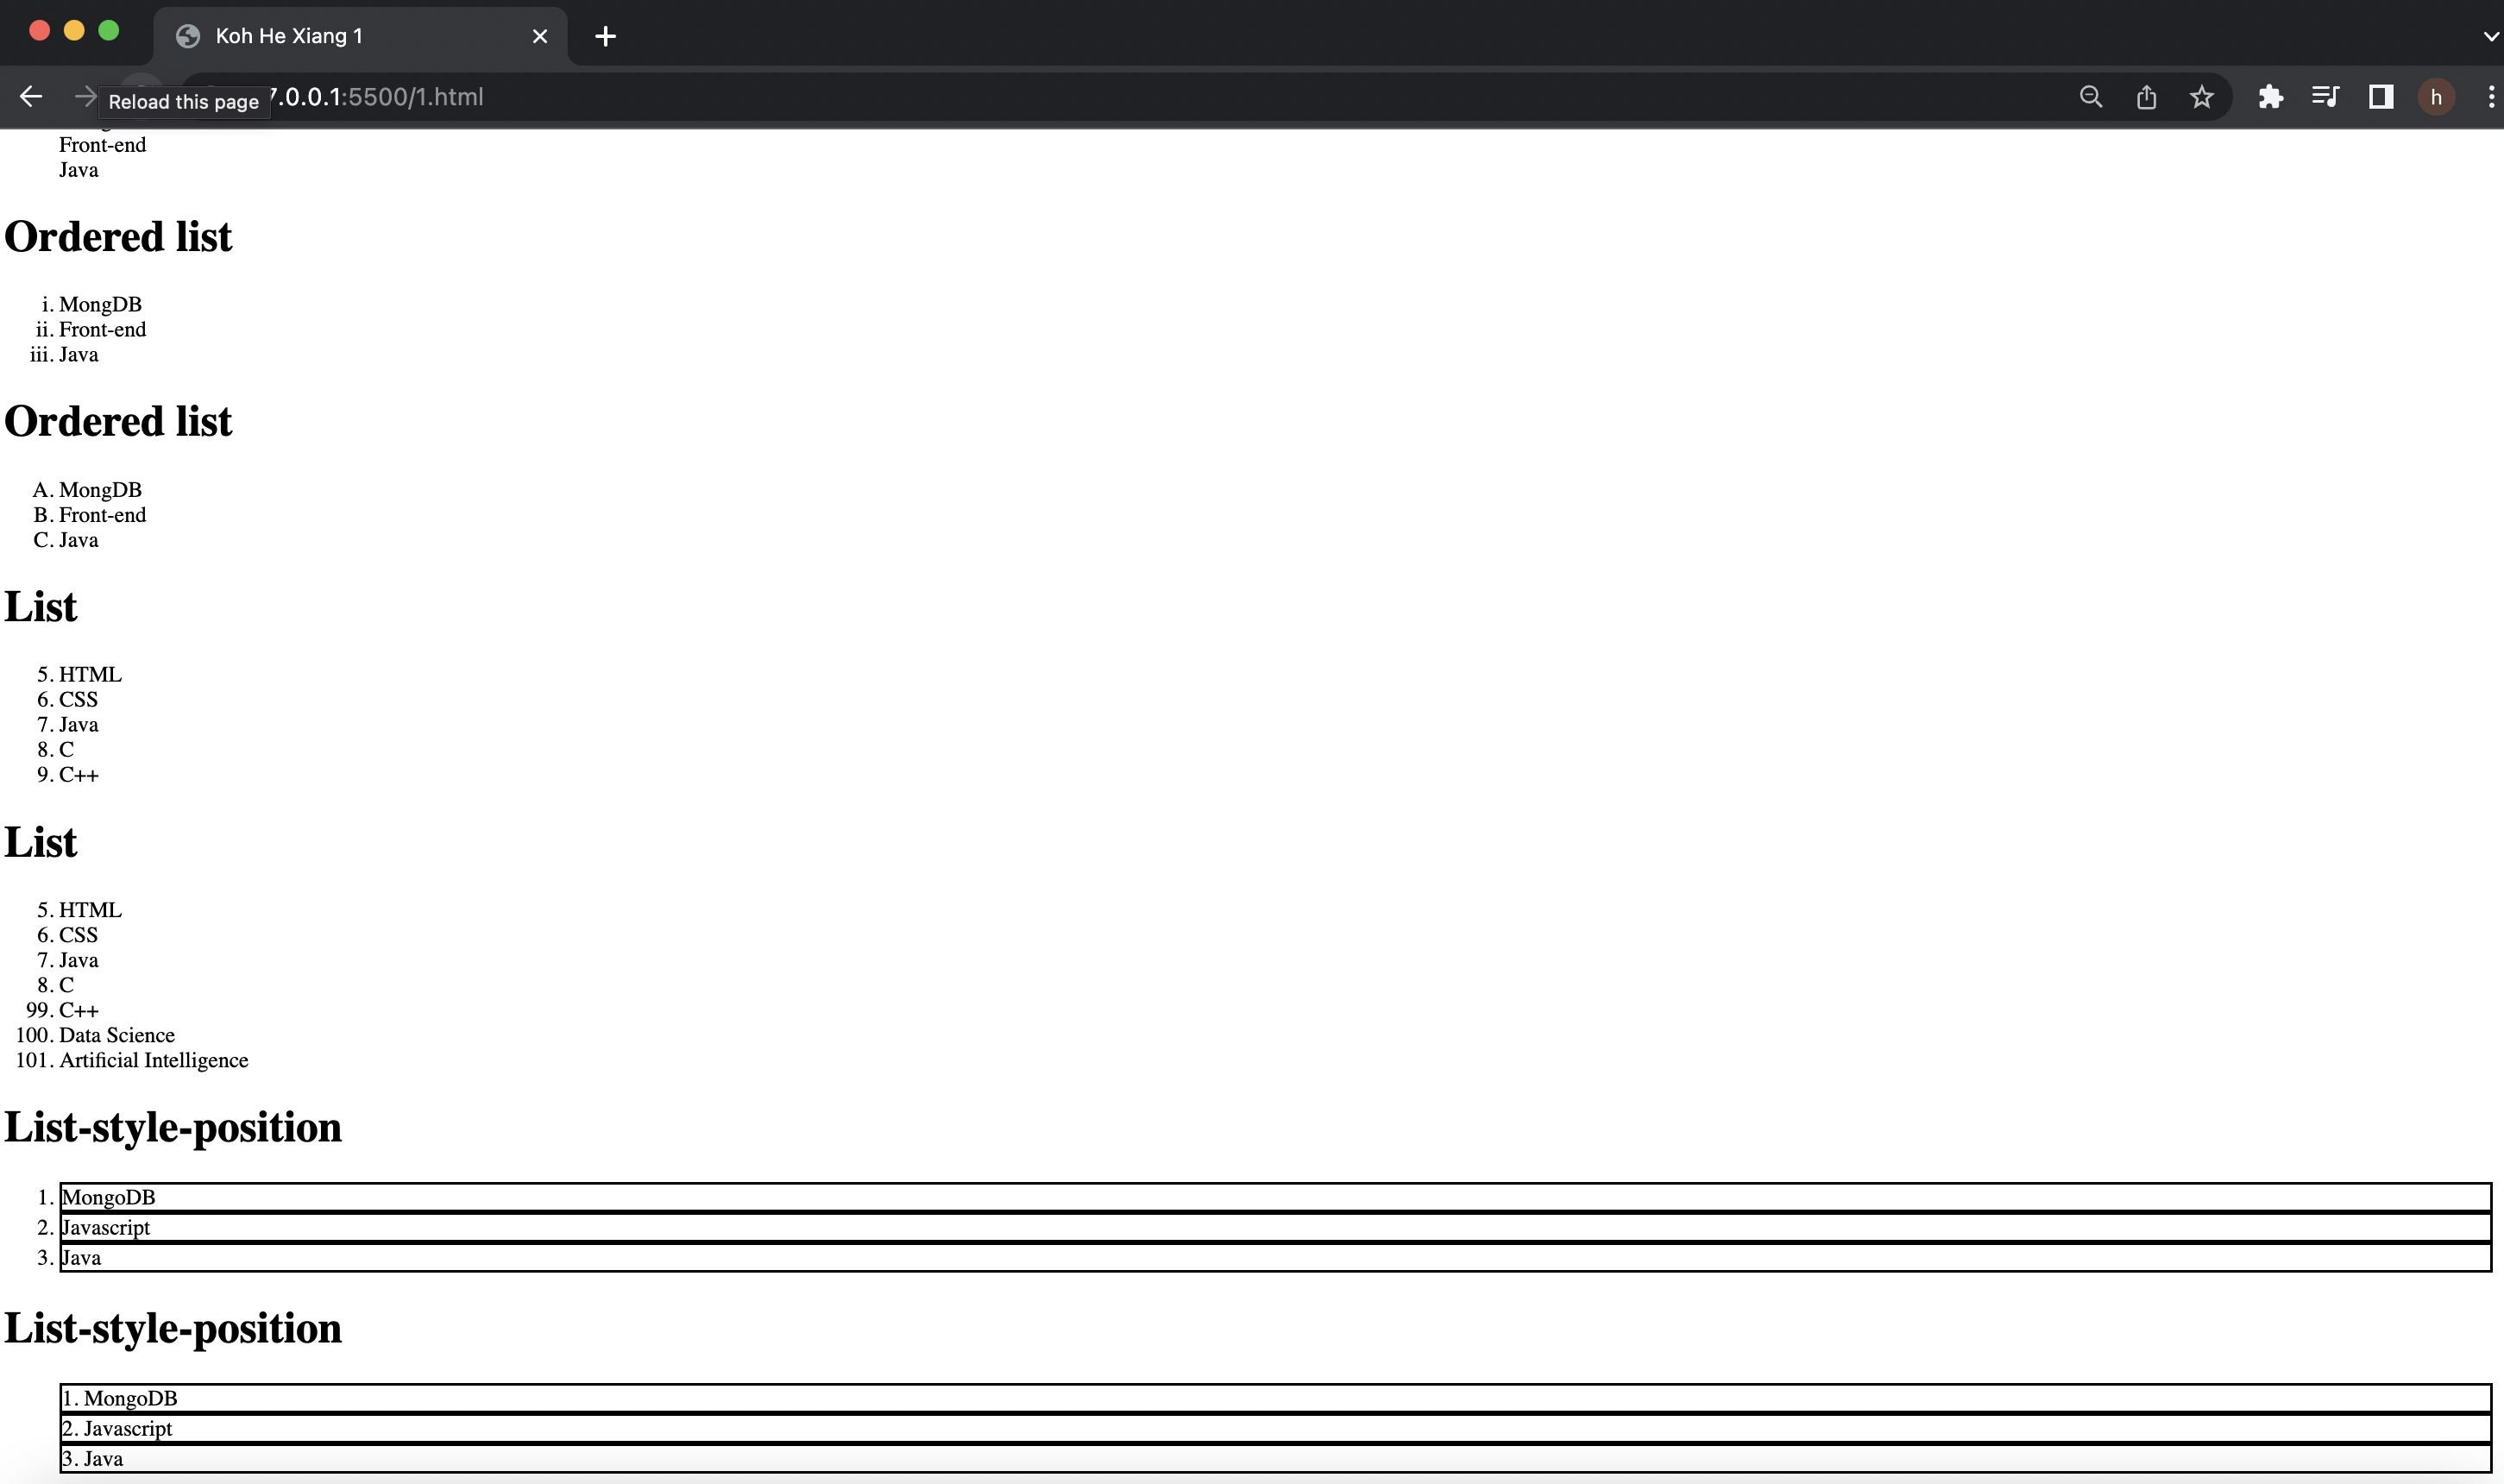 Koh He Xiang 1
Reload this page
7.0.0.1:5500/1.html
h
Front-end
Java
Ordered list
i. MongDB
ii. Front-end
iii. Java
Ordered list
A. MongDB
B. Front-end
C. Java
List
5. HTML
6. CSS
7. Java
8. C
9. C++
List
5. HTML
6. CSS
7. Java
8. C
99. C++
100. Data Science
101. Artificial Intelligence
List-style-position
1. MongoDB
2. Javascript
3. Java
List-style-position
1. MongoDB
2. Javascript
3. Java